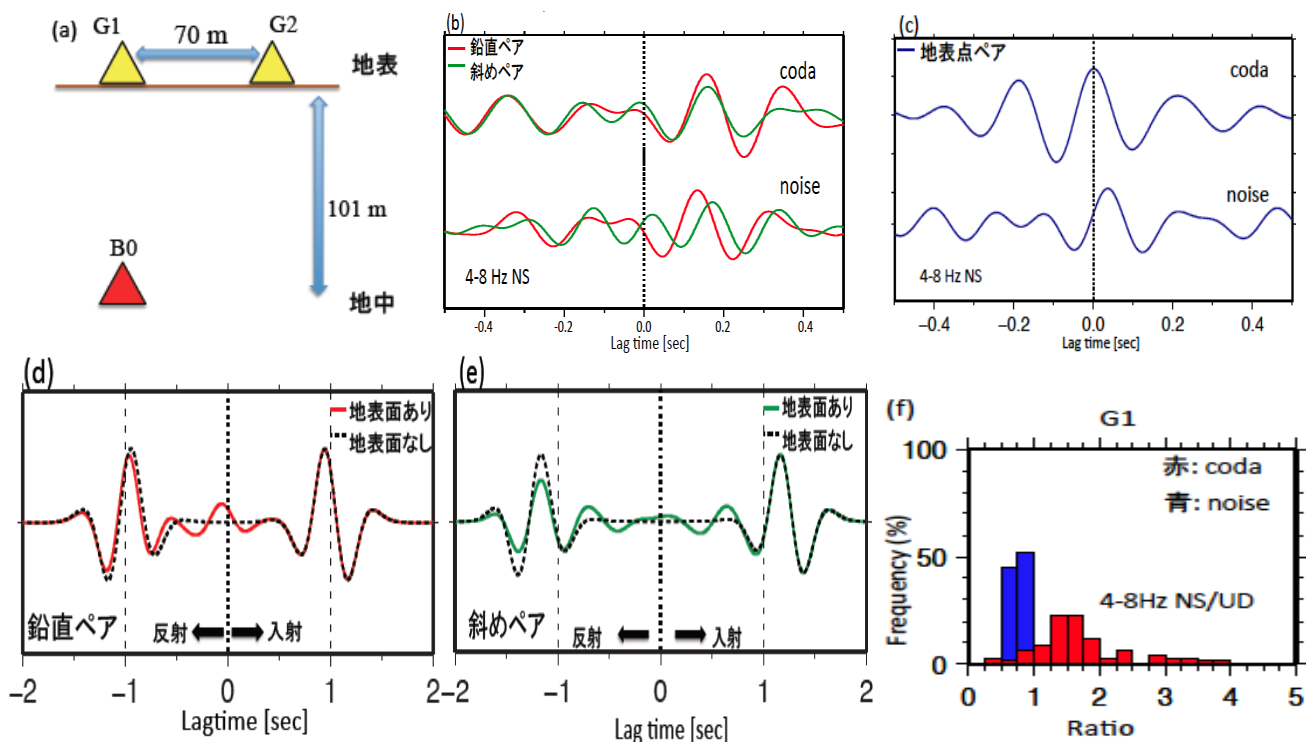 (a)
G1
70 m
G2
地表
101 m
B0
地中
(b)
鉛直ペア
斜めペア
coda
noise
4-8 Hz NS
-0.4
-0.2
0.0
0.2
0.4
Lag time [sec]
(c)
地表点ペア
coda
noise
4-8 Hz NS
−0.4
−0.2
0.0
0.2
0.4
Lag time [sec]
(d)
地表面あり
地表面なし
鉛直ペア
反射
入射
−2
−1
0
1
2
Lagtime [sec]
(e)
地表面あり
地表面なし
斜めペア
反射
入射
−2
−1
0
1
2
Lag time [sec]
(f)
G1
100
50
0
Frequency (%)
赤: coda
青: noise
4-8Hz NS/UD
0
1
2
3
4
5
Ratio